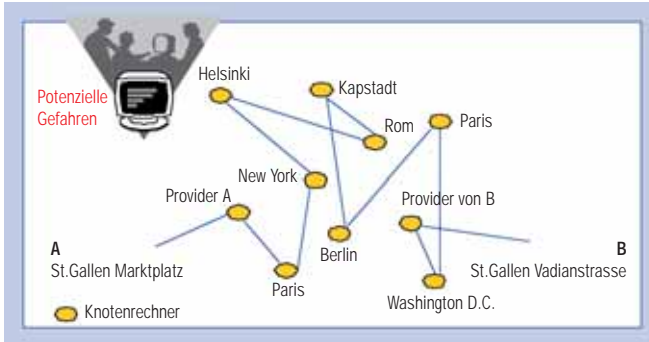 Potenzielle
Gefahren
Helsinki
Kapstadt
Rom
Paris
New York
Provider A
Provider von B
A
St.Gallen Marktplatz
Berlin
B
St.Gallen Vadianstrasse
Paris
Washington D.C.
Knotenrechner